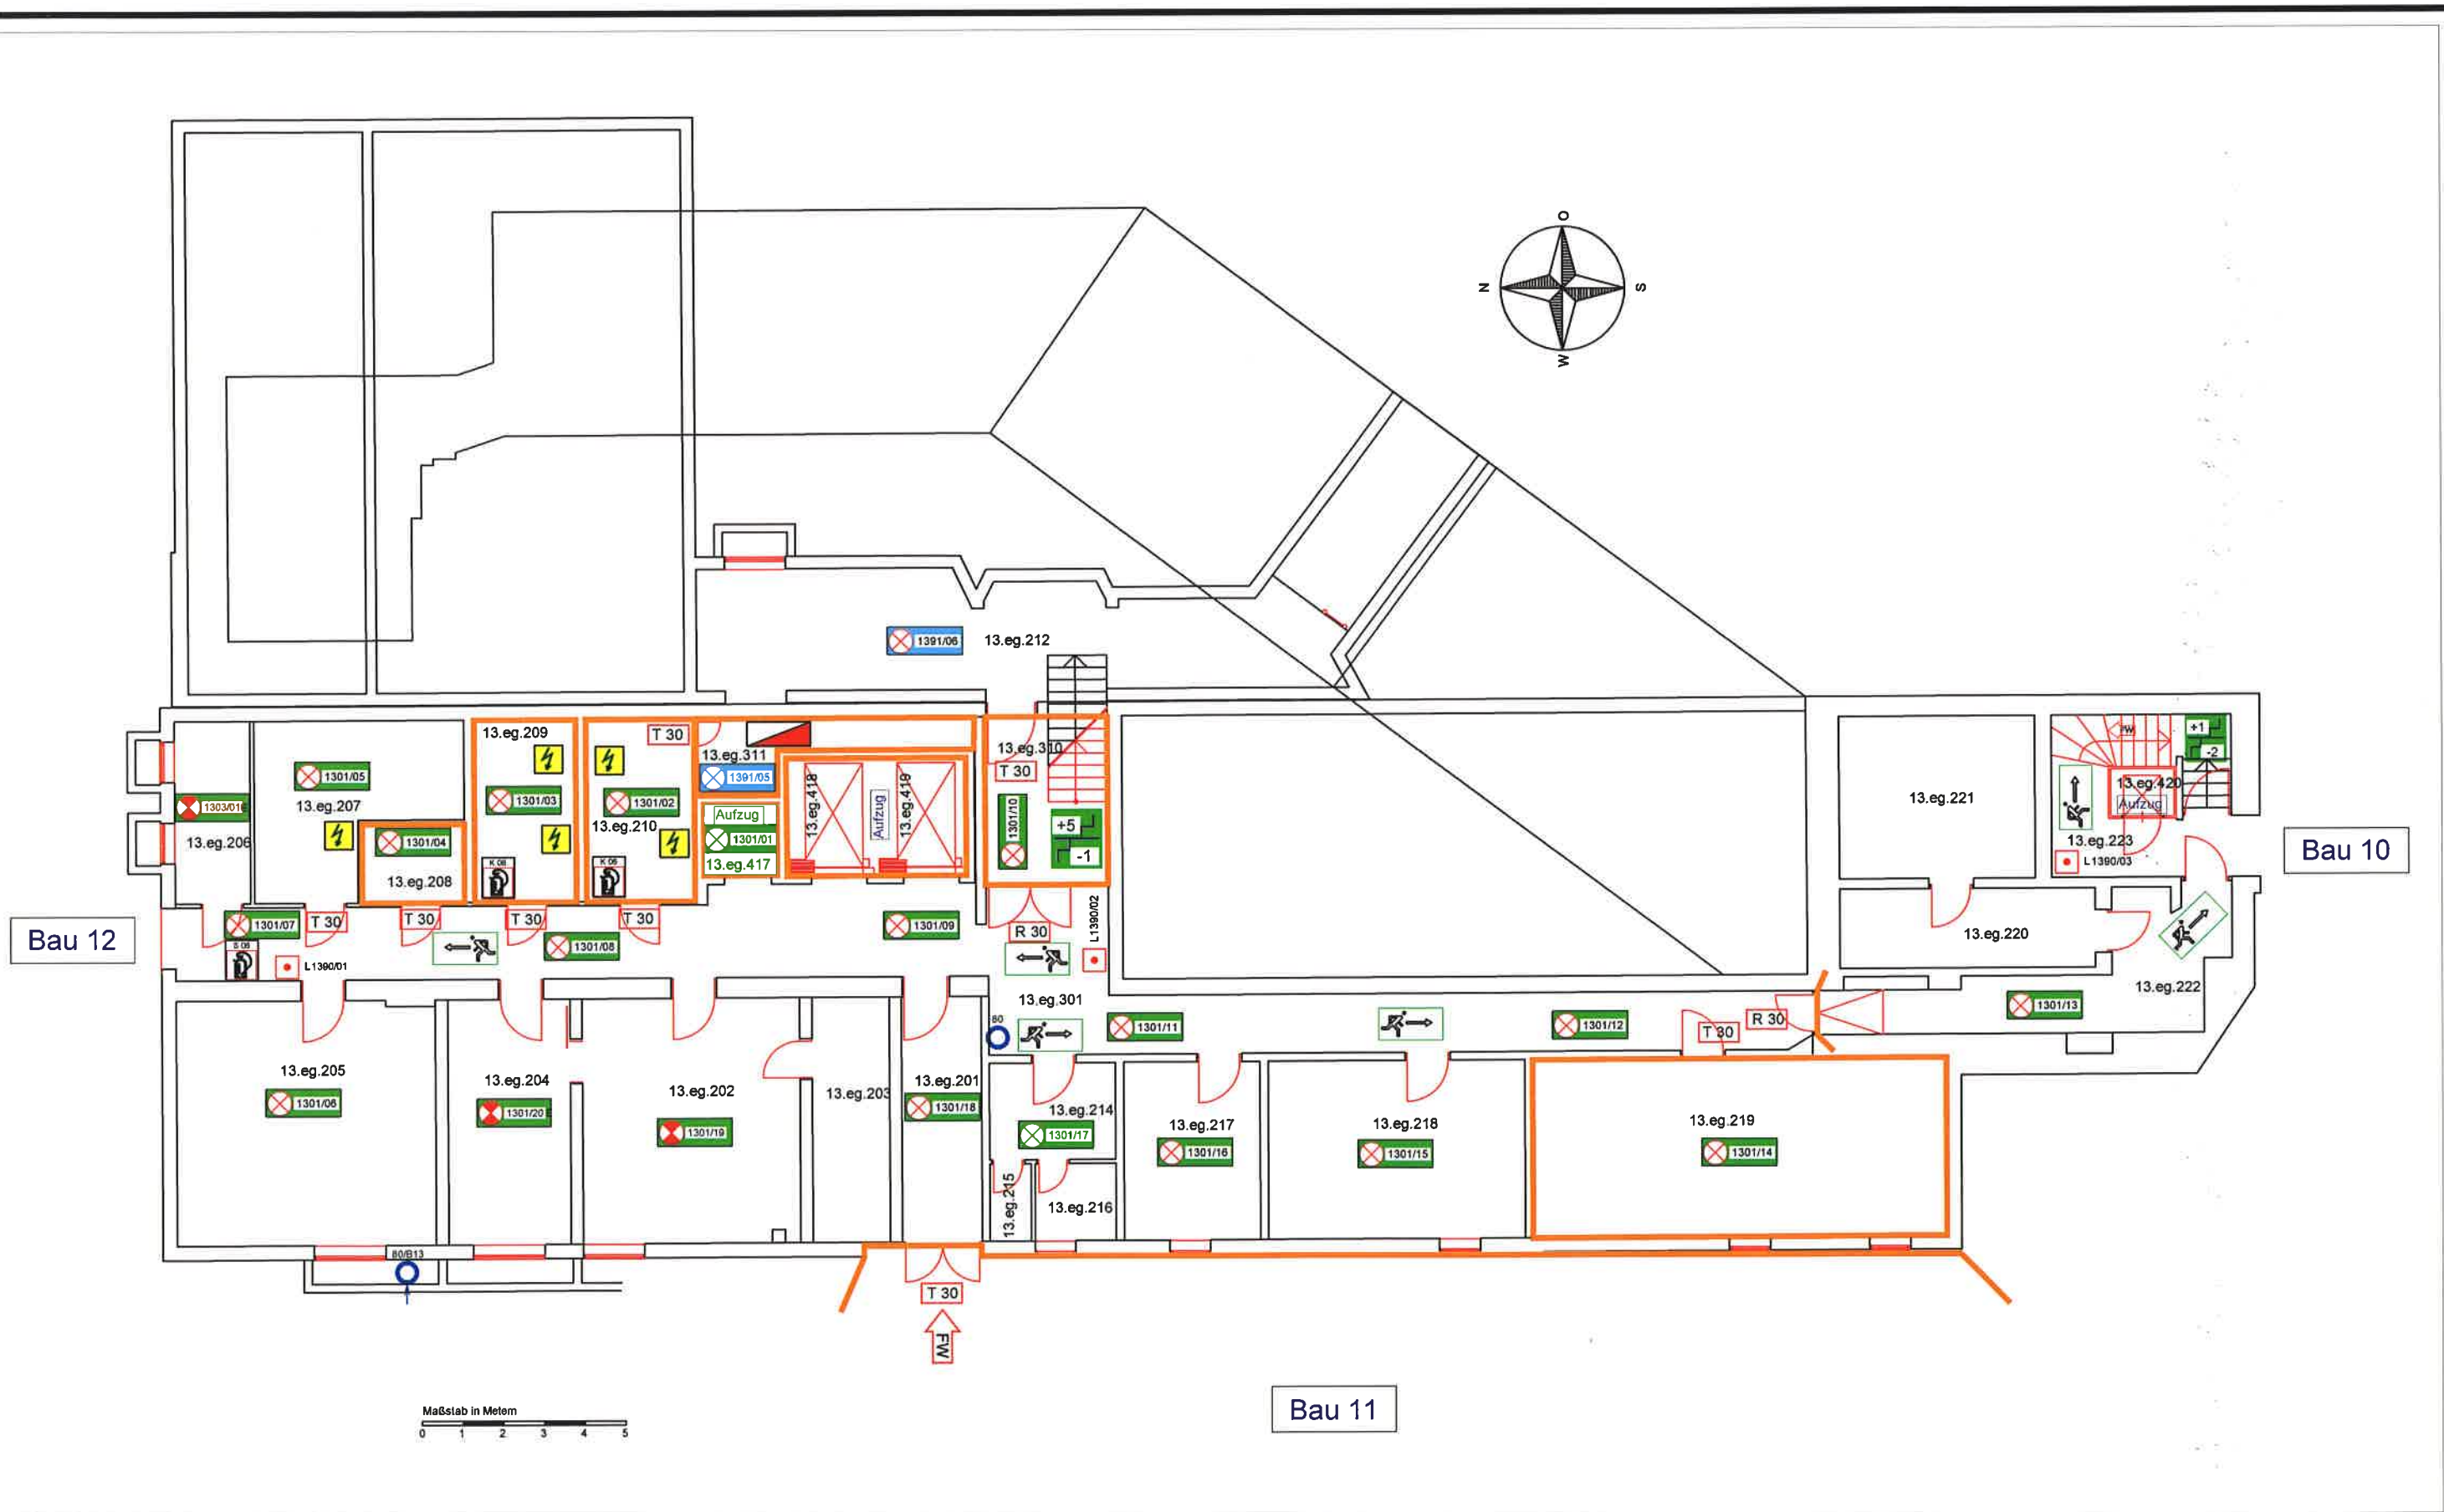 O
N
S
W
1391/06
13.eg.212
13.eg.209
T 30
13.eg.311
1391/05
13.eg.310
T 30
13.eg.418
Aufzug
13.eg.419
1301/05
13.eg.207
1303/01E
13.eg.206
1301/04
13.eg.208
1301/03
K 06
1301/02
13.eg.210
K 06
Aufzug
1301/01
13.eg.417
1301/10
+5
-1
13.eg.221
+1
-2
13.eg.420
Aufzug
13.eg.223
L1390/03
Bau 10
Bau 12
1301/07
T 30
T 30
T 30
T 30
S 06
L1390/01
1301/08
1301/09
R 30
L1390/02
13.eg.220
13.eg.222
13.eg.301
80
1301/11
1301/12
T 30
R 30
1301/13
13.eg.205
1301/06
13.eg.204
1301/20 E
13.eg.202
1301/19
13.eg.203
13.eg.201
1301/18
13.eg.214
1301/17
13.eg.215
13.eg.216
13.eg.217
1301/16
13.eg.218
1301/15
13.eg.219
1301/14
80/B13
T 30
FW
Maßstab in Metern
0 1 2 3 4 5
Bau 11